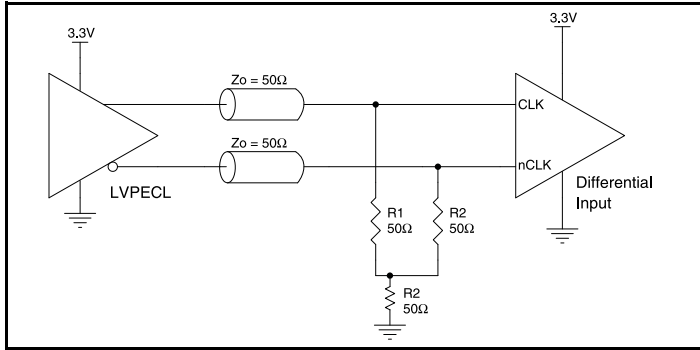 3.3V
3.3V
Zo = 50Ω
CLK
Zo = 50Ω
nCLK
LVPECL
Differential
Input
R1
50Ω
R2
50Ω
R2
50Ω